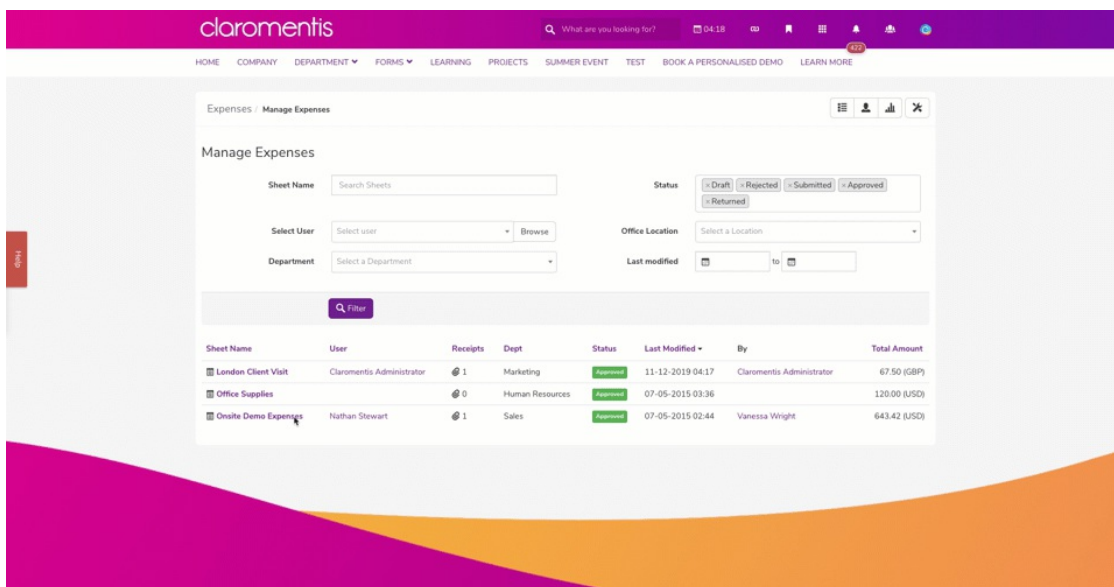 claromentis
What are you looking for?
04:18
422
HOME COMPANY DEPARTMENT FORMS LEARNING PROJECTS SUMMER EVENT TEST BOOK A PERSONALISED DEMO LEARN MORE
Expenses / Manage Expenses
Manage Expenses
Sheet Name Search Sheets Status × Draft × Rejected × Submitted × Approved
× Returned
Select User Select user Browse Office Location Select a Location
Help
Department Select a Department Last modified to
Filter
Sheet Name User Receipts Dept Status Last Modified By Total Amount
London Client Visit Claromentis Administrator 1 Marketing Approved 11-12-2019 04:17 Claromentis Administrator 67.50 (GBP)
Office Supplies 0 Human Resources Approved 07-05-2015 03:36 120.00 (USD)
Onsite Demo Expenses Nathan Stewart 1 Sales Approved 07-05-2015 02:44 Vanessa Wright 643.42 (USD)